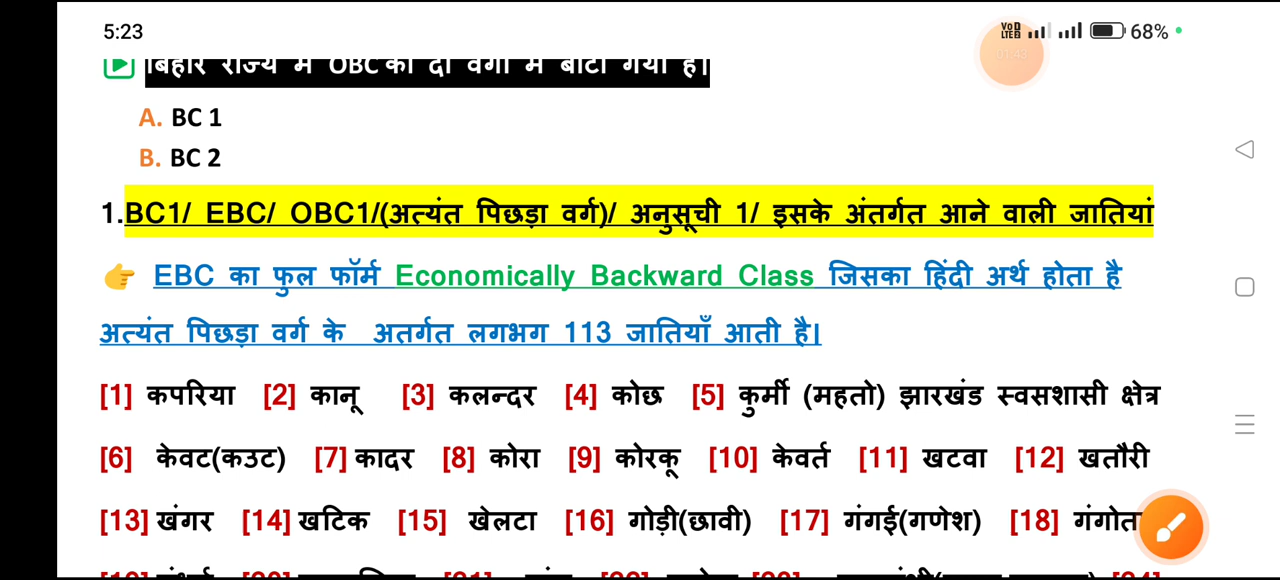 5:23
VoD LTEB 68%
बिहार राज्य में OBC को दो वर्गो में बाटा गया है|
A. BC 1
B. BC 2
1.BC1/ EBC/ OBC1/(अत्यंत पिछड़ा वर्ग)/ अनुसूची 1/ इसके अंतर्गत आने वाली जातियां
👉 EBC का फुल फॉर्म Economically Backward Class जिसका हिंदी अर्थ होता है
अत्यंत पिछड़ा वर्ग के अतर्गत लगभग 113 जातियाँ आती है|
[1] कपरिया [2] कानू [3] कलन्दर [4] कोछ [5] कुर्मी (महतो) झारखंड स्वसशासी क्षेत्र
[6] केवट(कउट) [7] कादर [8] कोरा [9] कोरकू [10] केवर्त [11] खटवा [12] खतौरी
[13] खंगर [14] खटिक [15] खेलटा [16] गोड़ी(छावी) [17] गंगई(गणेश) [18] गंगोत